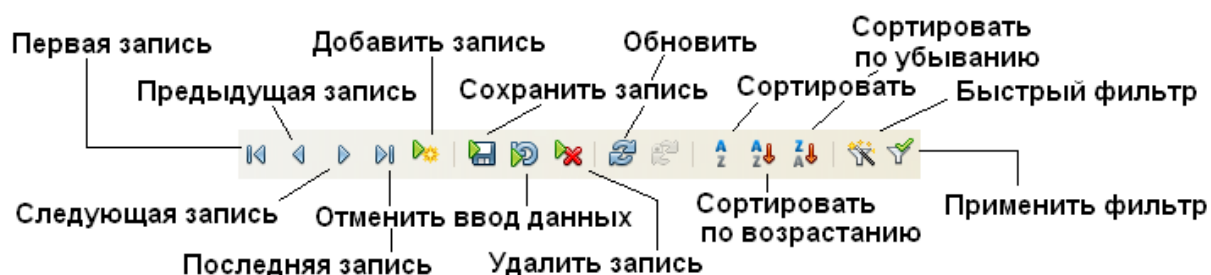 Первая запись
Добавить запись
Обновить
Сортировать
по убыванию
Предыдущая запись
Сохранить запись
Сортировать
Быстрый фильтр
A
Z
A
Z
Z
A
Следующая запись
Отменить ввод данных
Сортировать
по возрастанию
Применить фильтр
Последняя запись
Удалить запись